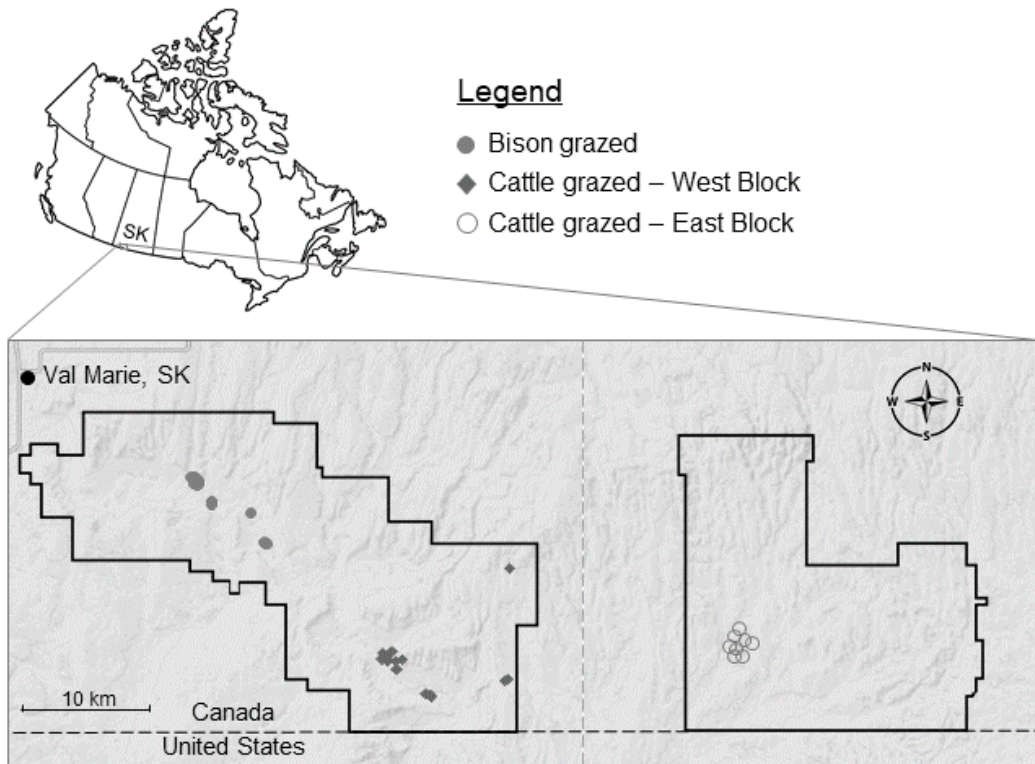 Legend
Bison grazed
Cattle grazed – West Block
Cattle grazed – East Block
SK
Val Marie, SK
N
W E
S
10 km
Canada
United States